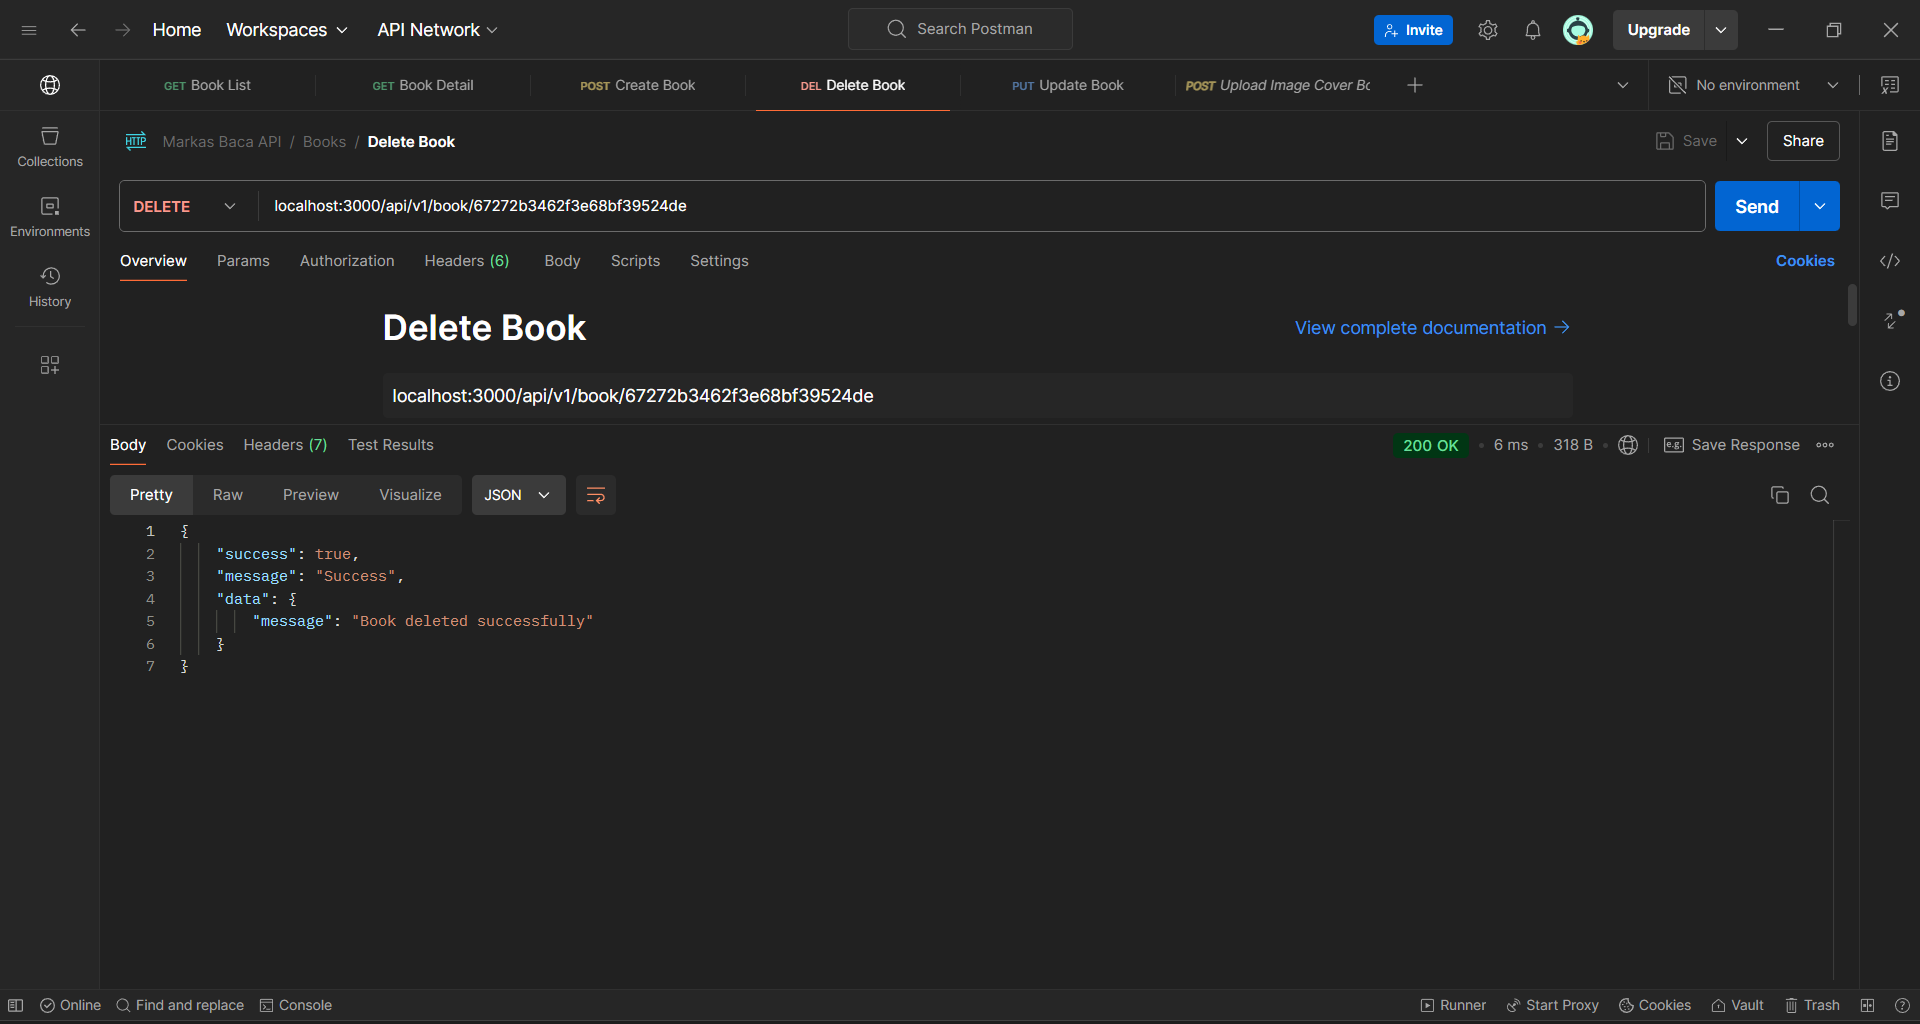 Home Workspaces API Network Search Postman Invite Upgrade
GET Book List GET Book Detail POST Create Book DEL Delete Book PUT Update Book POST Upload Image Cover Bo No environment
HTTP Markas Baca API / Books / Delete Book Save Share
Collections
DELETE localhost:3000/api/v1/book/67272b3462f3e68bf39524de Send
Environments
Overview Params Authorization Headers (6) Body Scripts Settings Cookies
History
Delete Book View complete documentation →
localhost:3000/api/v1/book/67272b3462f3e68bf39524de
Body Cookies Headers (7) Test Results 200 OK • 6 ms • 318 B • e.g. Save Response
Pretty Raw Preview Visualize JSON
1 {
2 "success": true,
3 "message": "Success",
4 "data": {
5 "message": "Book deleted successfully"
6 }
7 }
Online Find and replace Console Runner Start Proxy Cookies Vault Trash